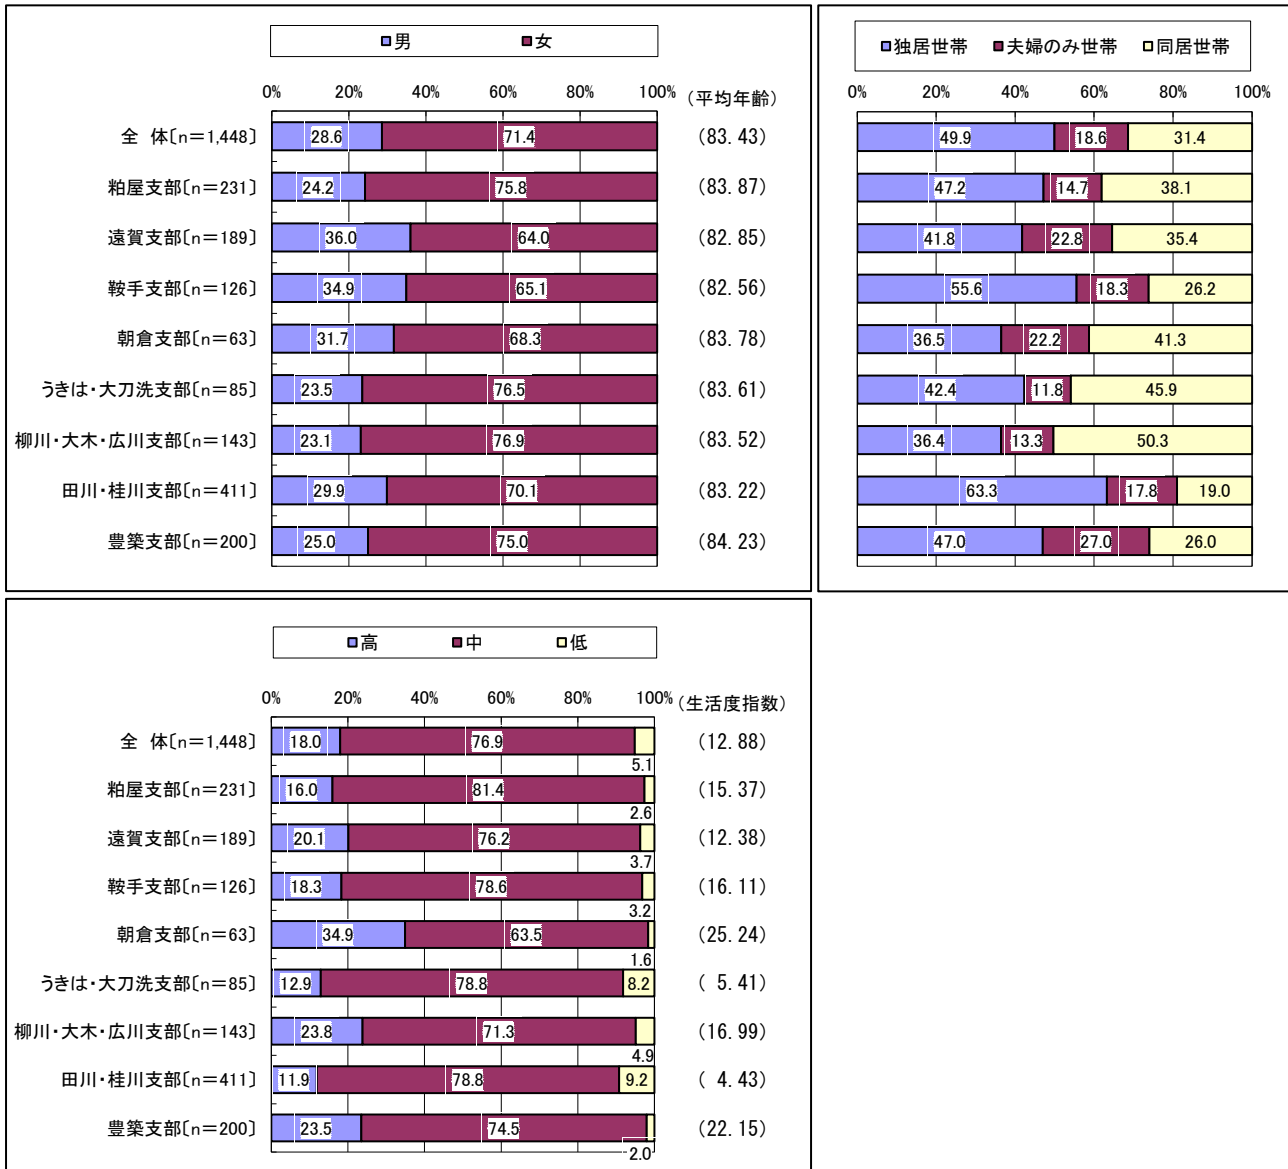 男 女
0% 20% 40% 60% 80% 100% (平均年齢)
全 体〔n=1,448〕 28.6 71.4 (83.43)
粕屋支部〔n=231〕 24.2 75.8 (83.87)
遠賀支部〔n=189〕 36.0 64.0 (82.85)
鞍手支部〔n=126〕 34.9 65.1 (82.56)
朝倉支部〔n=63〕 31.7 68.3 (83.78)
うきは・大刀洗支部〔n=85〕 23.5 76.5 (83.61)
柳川・大木・広川支部〔n=143〕 23.1 76.9 (83.52)
田川・桂川支部〔n=411〕 29.9 70.1 (83.22)
豊築支部〔n=200〕 25.0 75.0 (84.23)
独居世帯 夫婦のみ世帯 同居世帯
0% 20% 40% 60% 80% 100%
49.9 18.6 31.4
47.2 14.7 38.1
41.8 22.8 35.4
55.6 18.3 26.2
36.5 22.2 41.3
42.4 11.8 45.9
36.4 13.3 50.3
63.3 17.8 19.0
47.0 27.0 26.0
高 中 低
0% 20% 40% 60% 80% 100% (生活度指数)
全 体〔n=1,448〕 18.0 76.9 (12.88)
5.1
粕屋支部〔n=231〕 16.0 81.4 (15.37)
2.6
遠賀支部〔n=189〕 20.1 76.2 (12.38)
3.7
鞍手支部〔n=126〕 18.3 78.6 (16.11)
3.2
朝倉支部〔n=63〕 34.9 63.5 (25.24)
1.6
うきは・大刀洗支部〔n=85〕 12.9 78.8 8.2 ( 5.41)
柳川・大木・広川支部〔n=143〕 23.8 71.3 (16.99)
4.9
田川・桂川支部〔n=411〕 11.9 78.8 9.2 ( 4.43)
豊築支部〔n=200〕 23.5 74.5 (22.15)
2.0